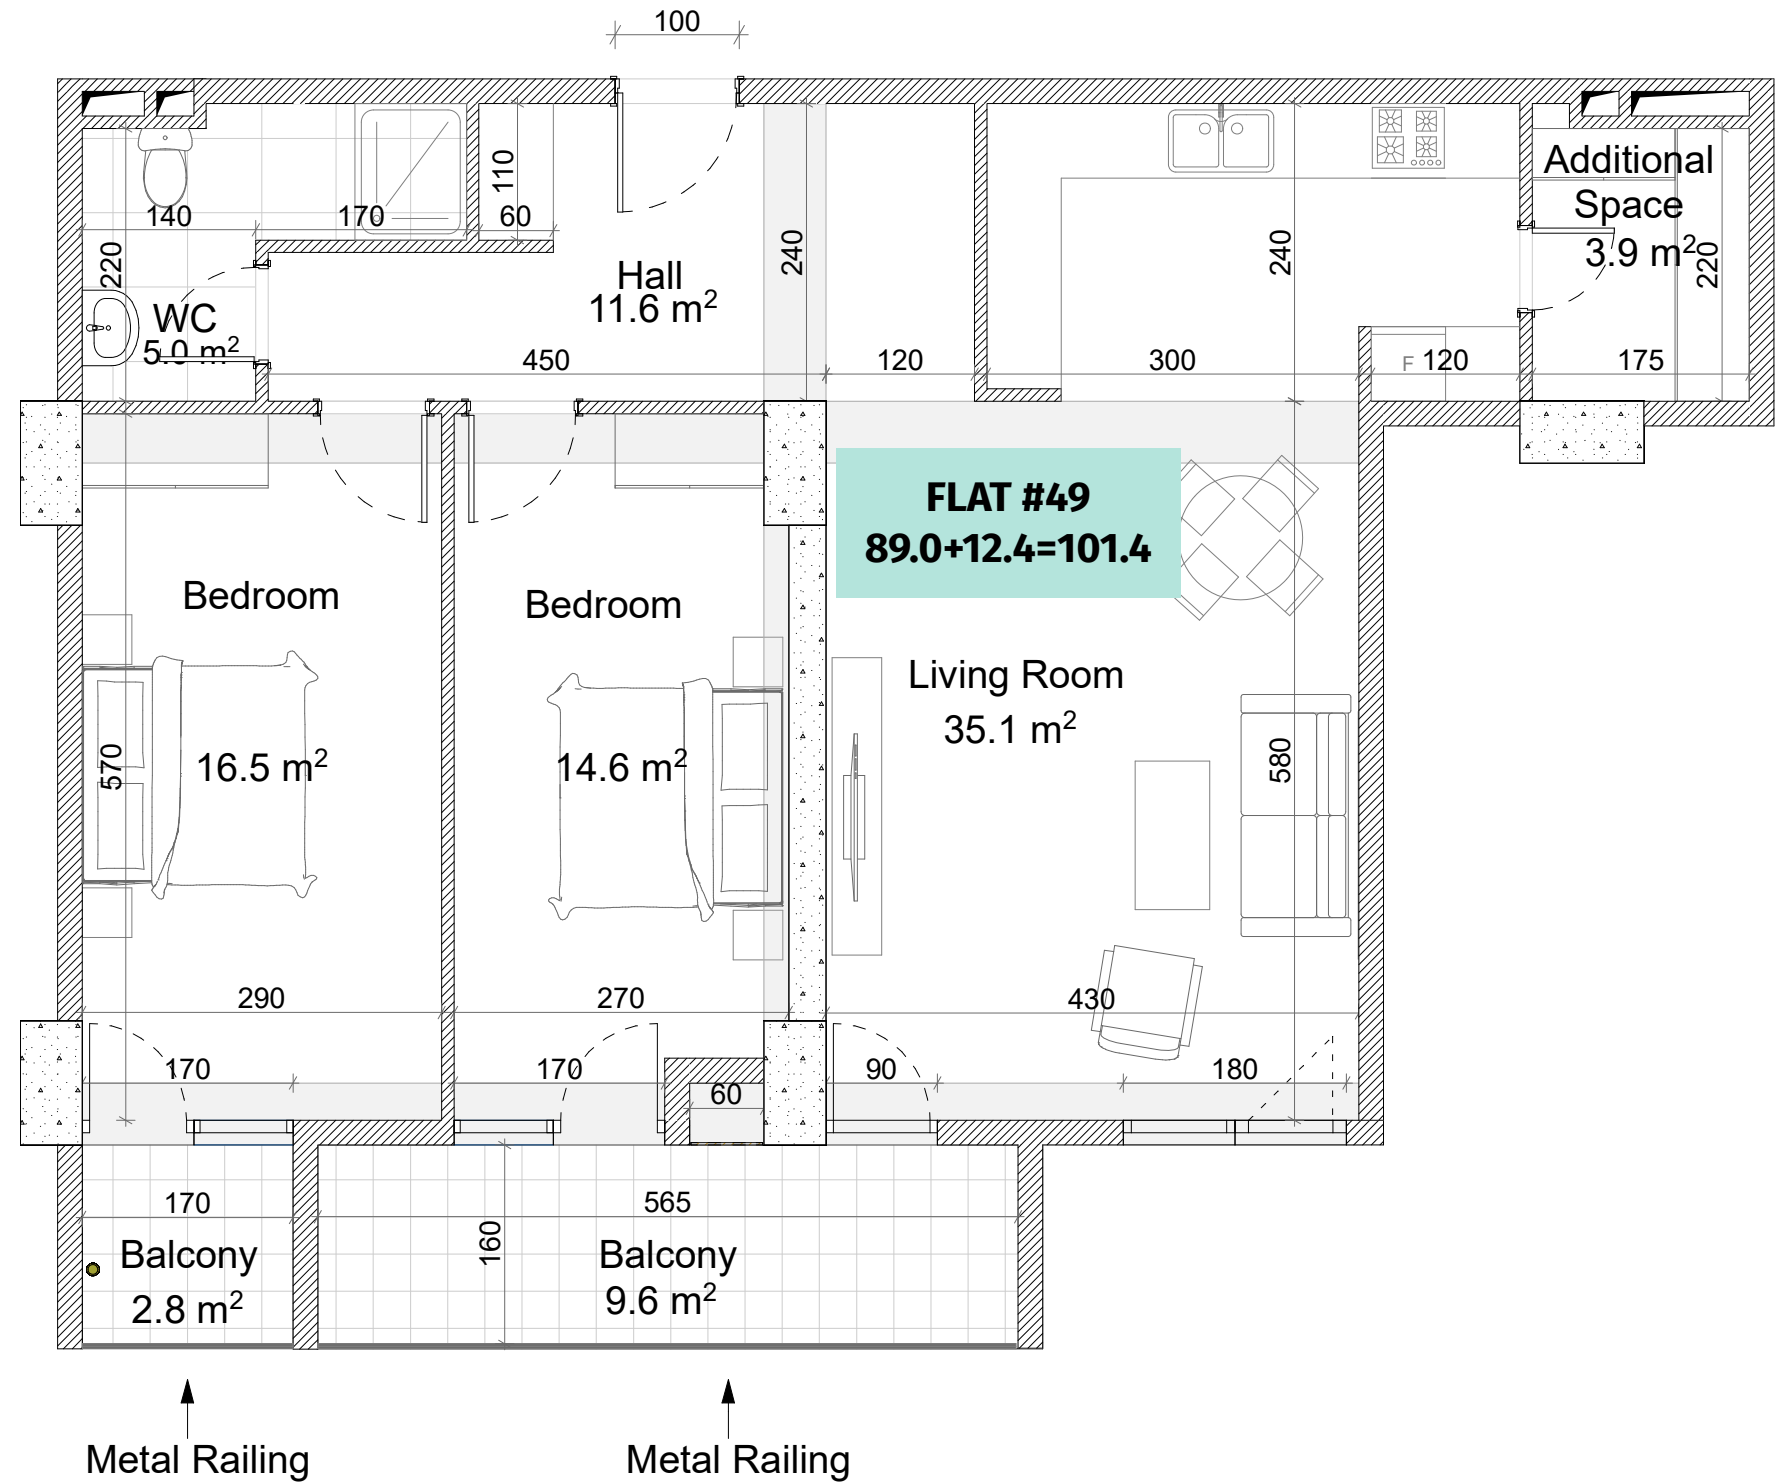 100
110
140
170
60
220
240
240
Additional
Space
3.9 m²
220
Hall
11.6 m²
WC
5.0 m²
450
120
300
F
120
175
FLAT #49
89.0+12.4=101.4
Bedroom
Bedroom
Living Room
35.1 m²
570
16.5 m²
14.6 m²
580
290
270
430
170
170
60
90
180
170
565
160
Balcony
2.8 m²
Balcony
9.6 m²
Metal Railing
Metal Railing